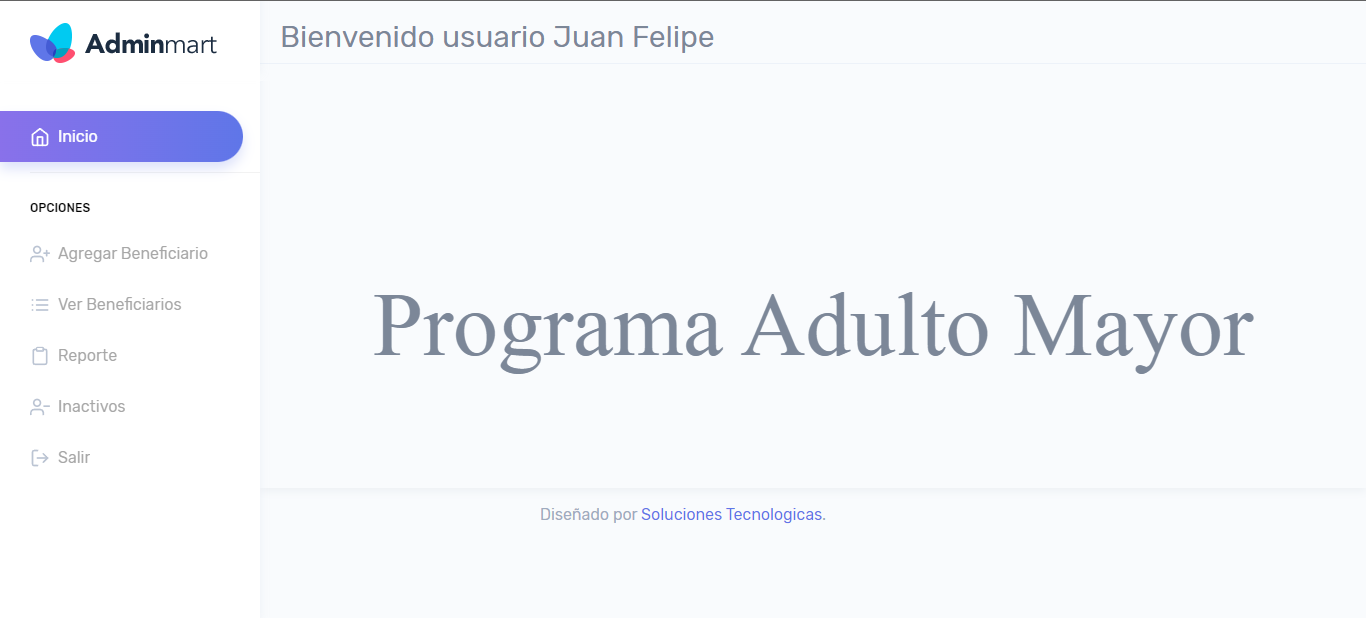 Adminmart
Bienvenido usuario Juan Felipe
Inicio
OPCIONES
Agregar Beneficiario
Ver Beneficiarios
Reporte
Inactivos
Salir
Programa Adulto Mayor
Diseñado por Soluciones Tecnologicas.